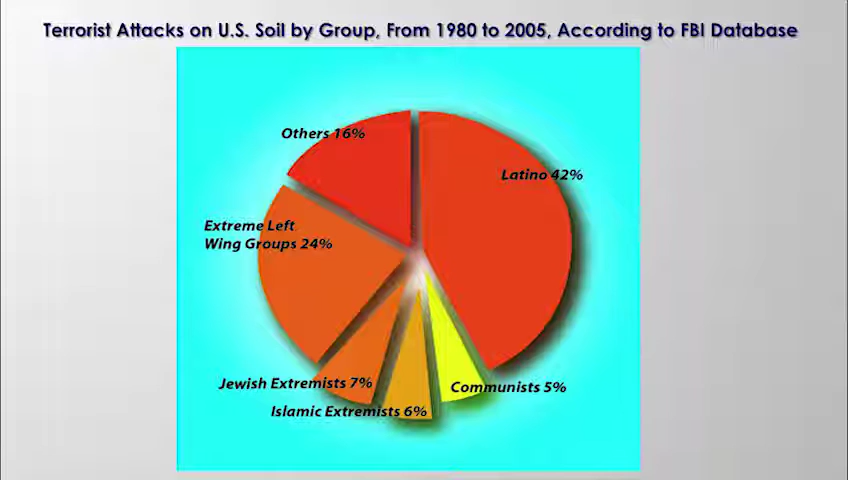 Terrorist Attacks on U.S. Soil by Group, From 1980 to 2005, According to FBI Database
Others 16%
Latino 42%
Extreme Left
Wing Groups 24%
Jewish Extremists 7%
Communists 5%
Islamic Extremists 6%